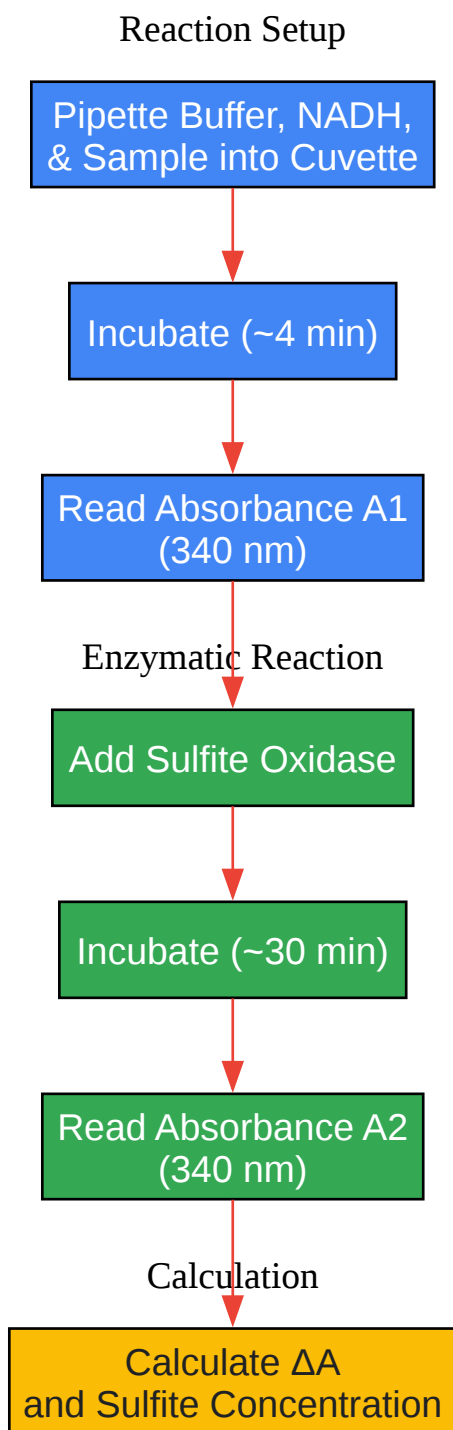 Reaction Setup
Pipette Buffer, NADH,
& Sample into Cuvette
Incubate (~4 min)
Read Absorbance A1
(340 nm)
Enzymatic Reaction
Add Sulfite Oxidase
Incubate (~30 min)
Read Absorbance A2
(340 nm)
Calculation
Calculate ΔA
and Sulfite Concentration